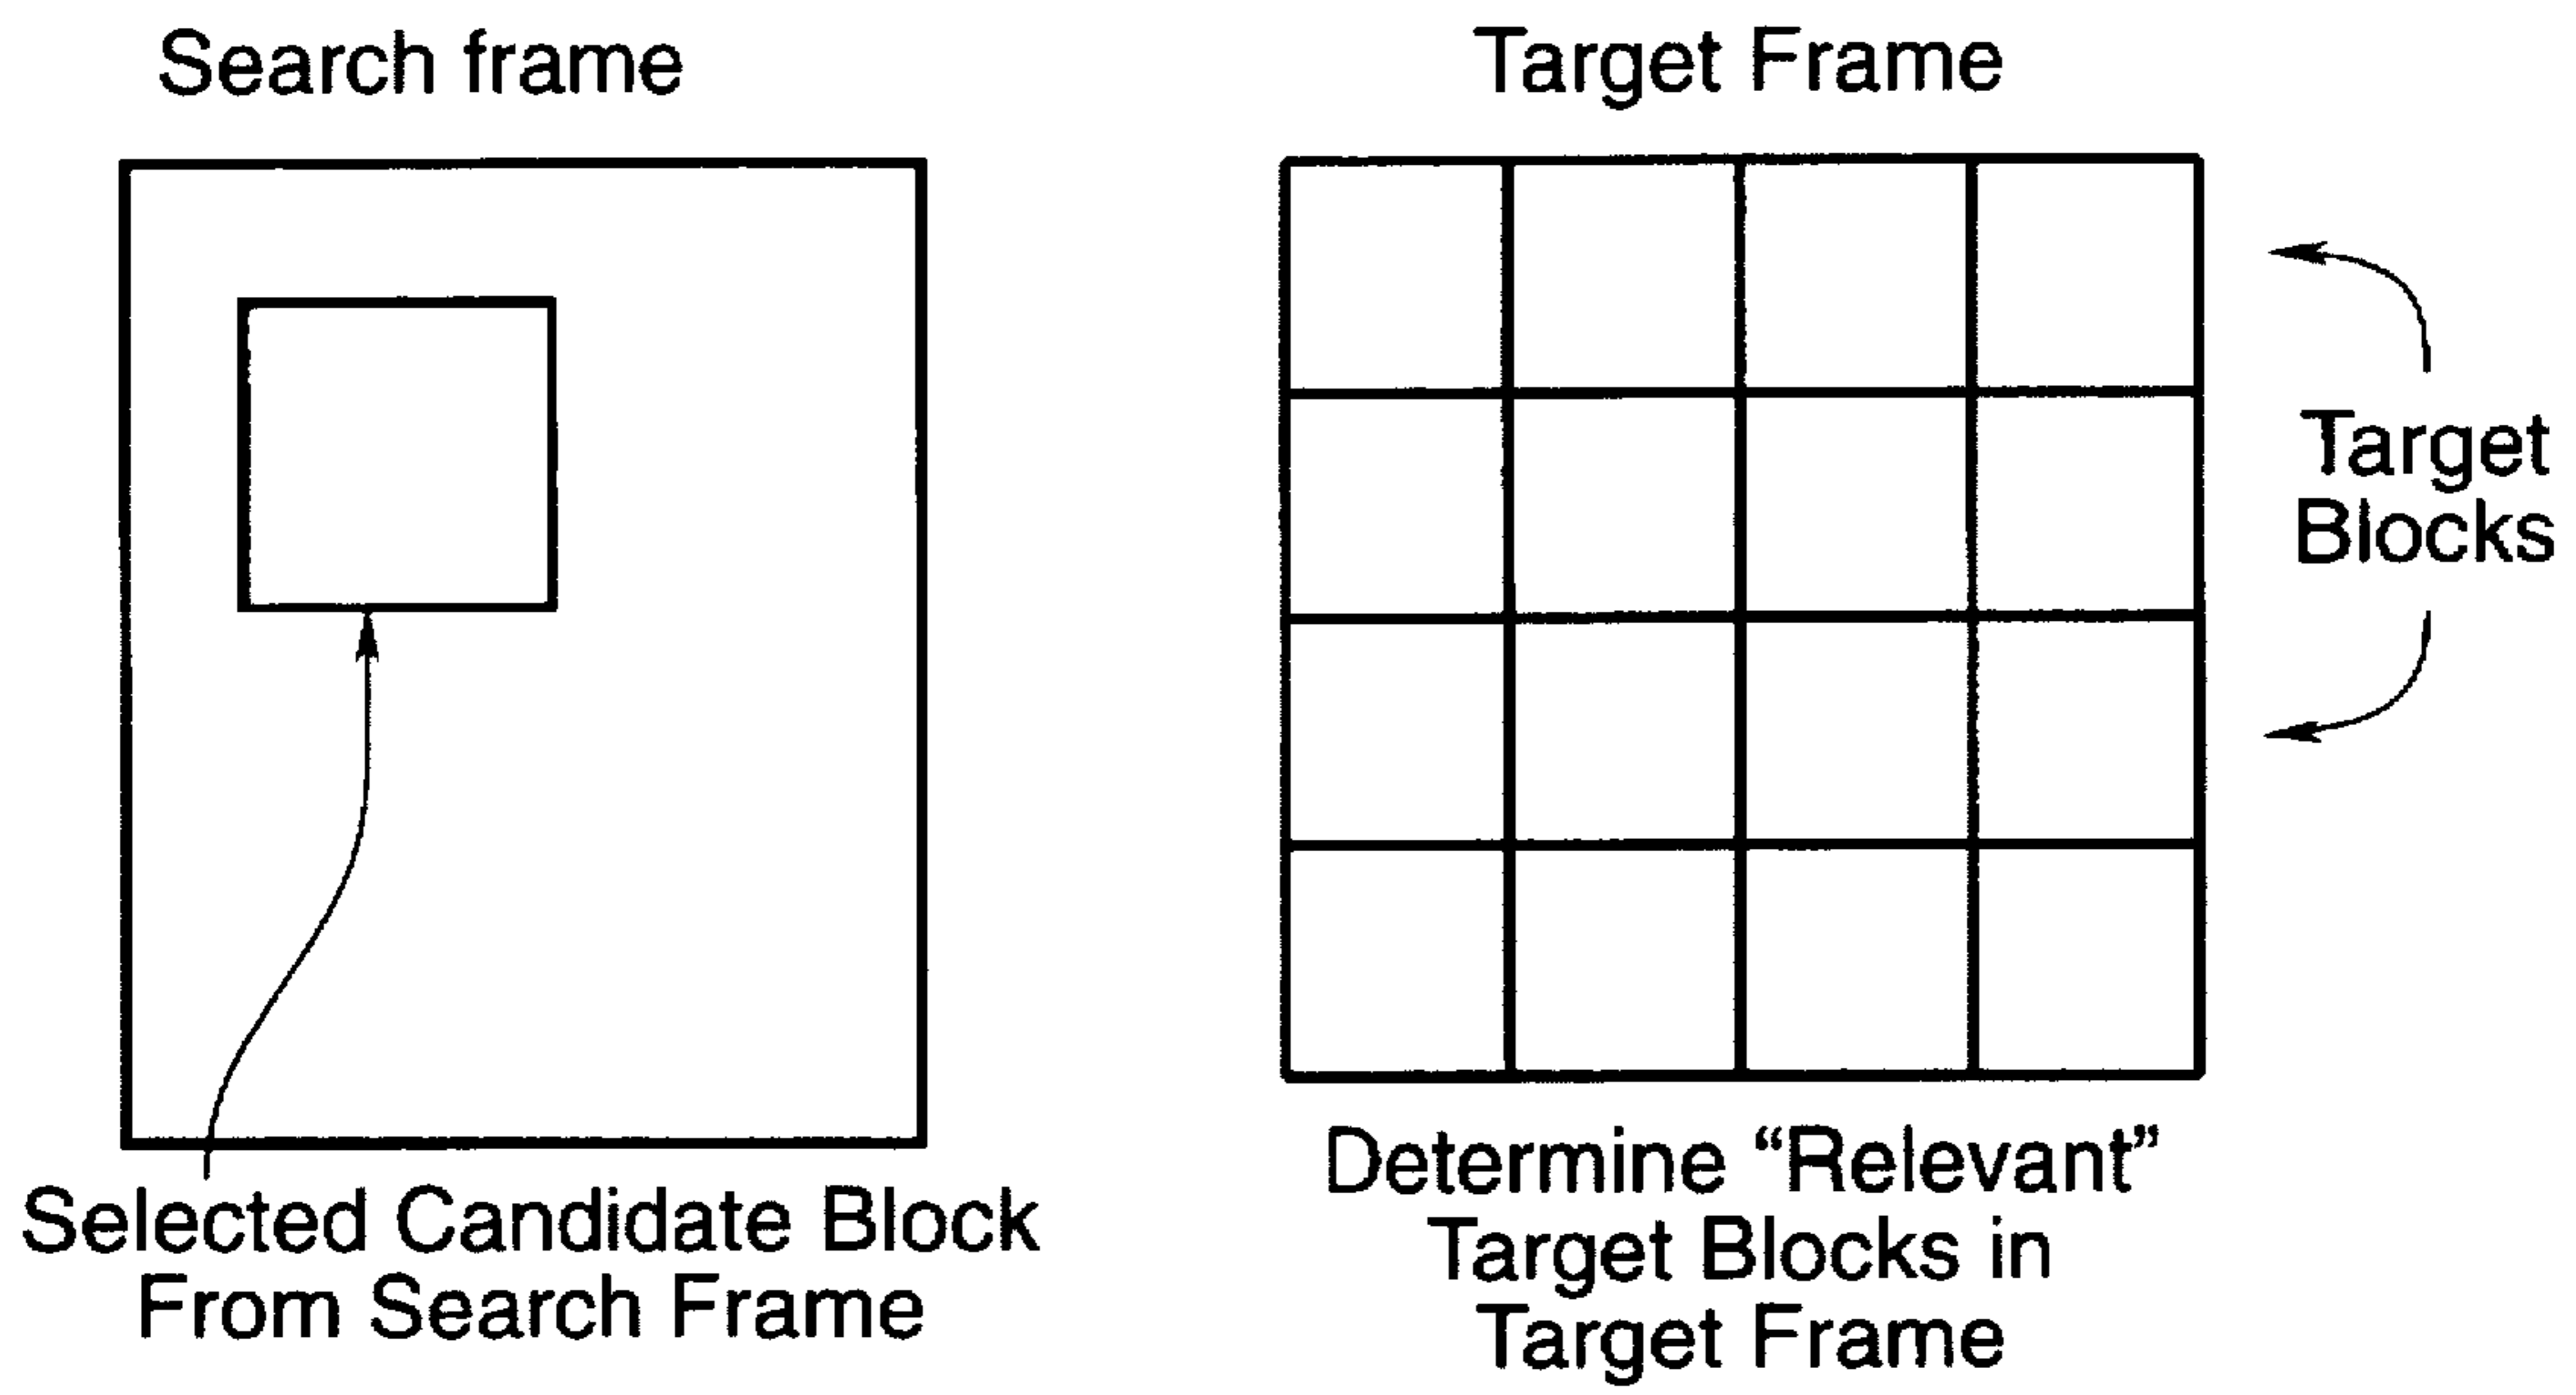 Search frame
Target Frame
Target
Blocks
Selected Candidate Block
From Search Frame
Determine “Relevant”
Target Blocks in
Target Frame